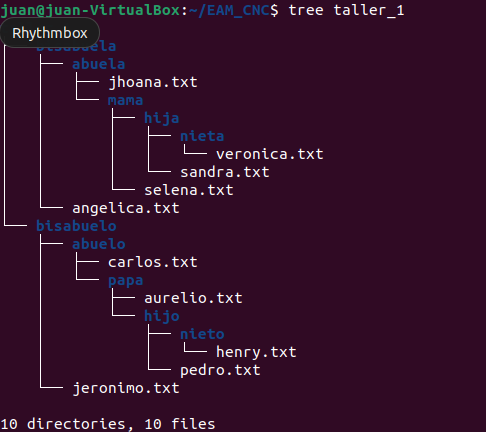 juan@juan-VirtualBox:~/EAM_CNC$ tree taller_1
Rhythmbox
├── bisabuela
│   ├── abuela
│   │   ├── jhoana.txt
│   │   └── mama
│   │       ├── hija
│   │       │   ├── nieta
│   │       │   │   └── veronica.txt
│   │       │   └── sandra.txt
│   │       └── selena.txt
│   └── angelica.txt
└── bisabuelo
    ├── abuelo
    │   ├── carlos.txt
    │   └── papa
    │       ├── aurelio.txt
    │       └── hijo
    │           ├── nieto
    │           │   └── henry.txt
    │           └── pedro.txt
    └── jeronimo.txt
10 directories, 10 files